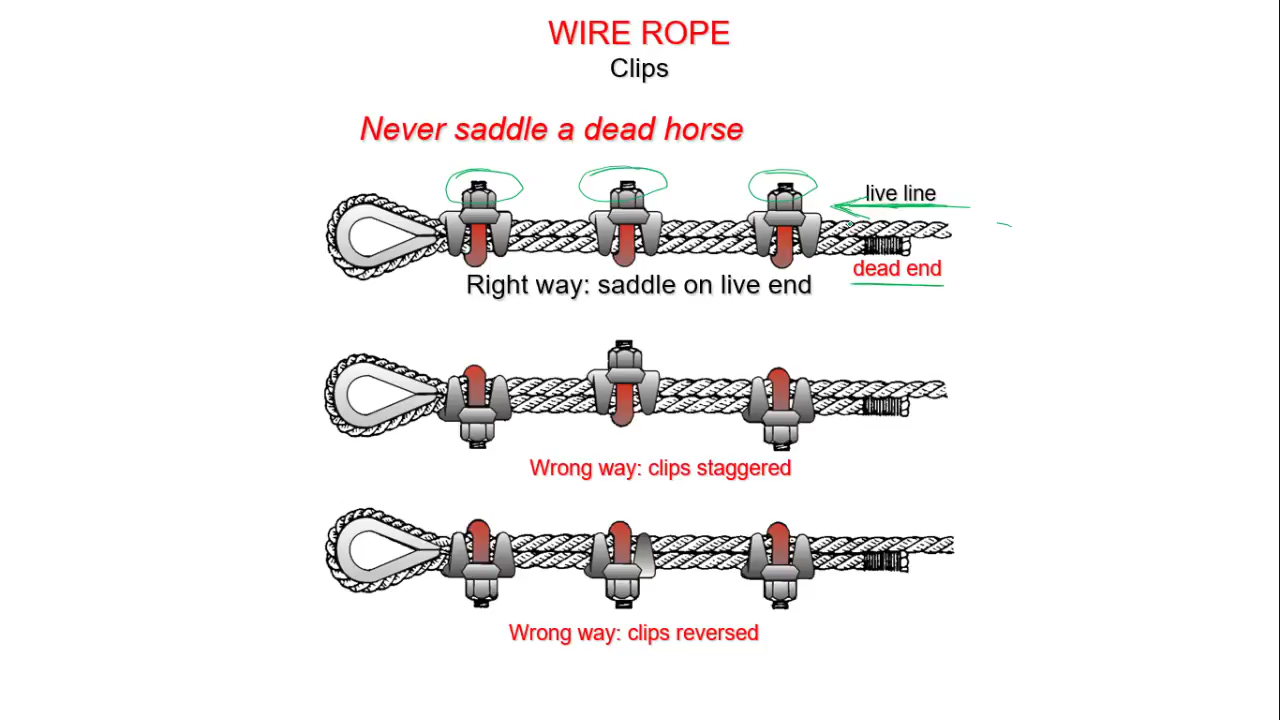 WIRE ROPE
Clips
Never saddle a dead horse
live line
dead end
Right way: saddle on live end
Wrong way: clips staggered
Wrong way: clips reversed